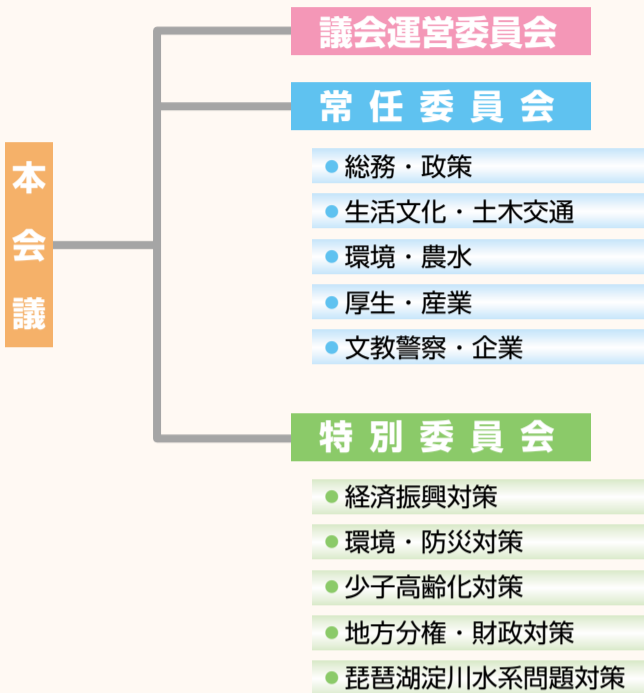 本会議
議会運営委員会
常任委員会
●総務・政策
●生活文化・土木交通
●環境・農水
●厚生・産業
●文教警察・企業
特別委員会
●経済振興対策
●環境・防災対策
●少子高齢化対策
●地方分権・財政対策
●琵琶湖淀川水系問題対策